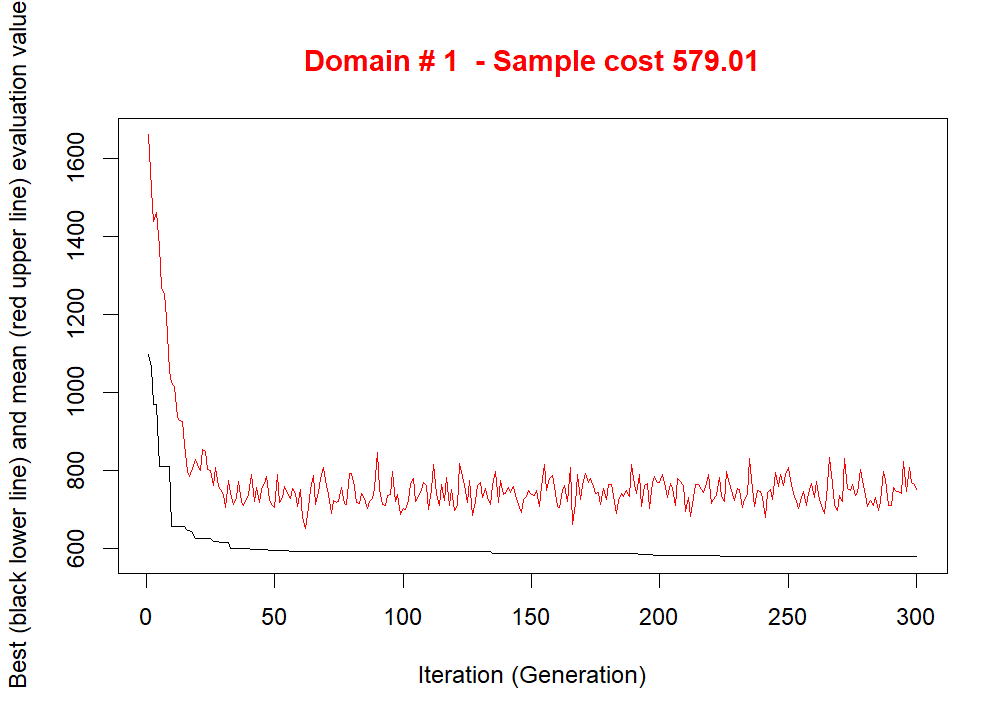 Domain # 1  - Sample cost 579.01
Best (black lower line) and mean (red upper line) evaluation value
1600
1400
1200
1000
800
600
0 50 100 150 200 250 300
Iteration (Generation)